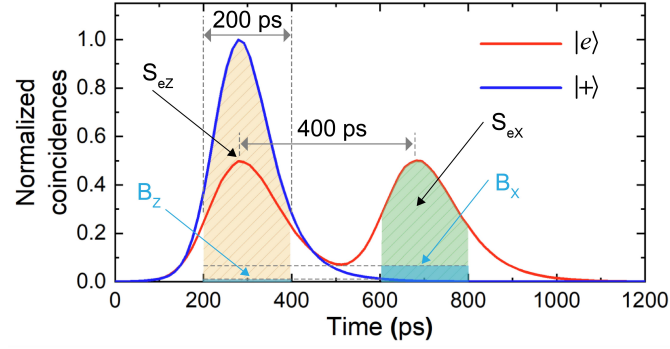 200 ps
|e⟩
|+⟩
S_eZ
400 ps
S_eX
B_Z
B_X
Normalized
coincidences
1.0
0.8
0.6
0.4
0.2
0.0
0 200 400 600 800 1000 1200
Time (ps)